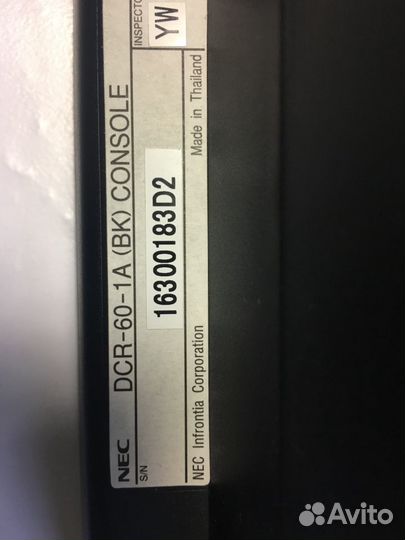 NEC DCR-60-1A (BK) CONSOLE INSPECTO YW
S/N 16300183D2
NEC Infrontia Corporation Made in Thailand
Avito